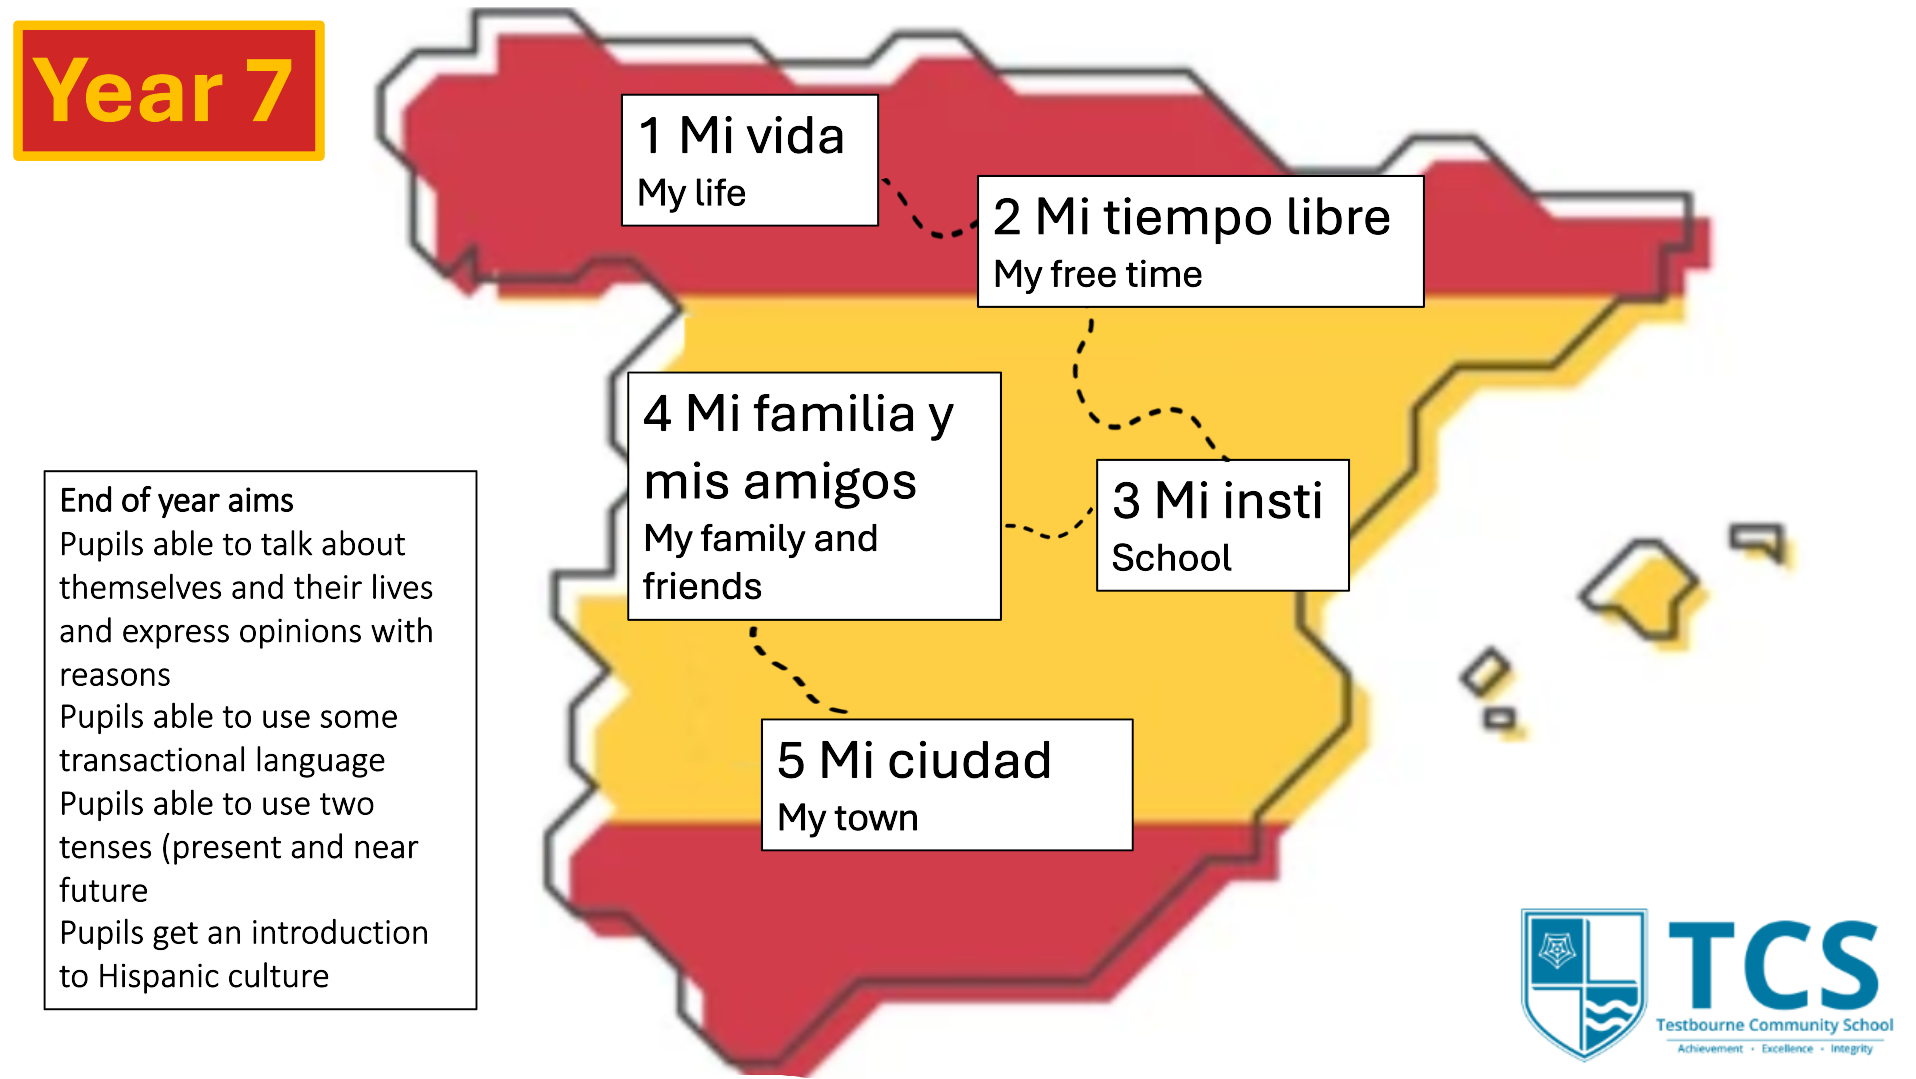 Year 7
1 Mi vida
My life
2 Mi tiempo libre
My free time
3 Mi insti
School
4 Mi familia y
mis amigos
My family and
friends
5 Mi ciudad
My town
End of year aims
Pupils able to talk about
themselves and their lives
and express opinions with
reasons
Pupils able to use some
transactional language
Pupils able to use two
tenses (present and near
future
Pupils get an introduction
to Hispanic culture
TCS
Testbourne Community School
Achievement · Excellence · Integrity